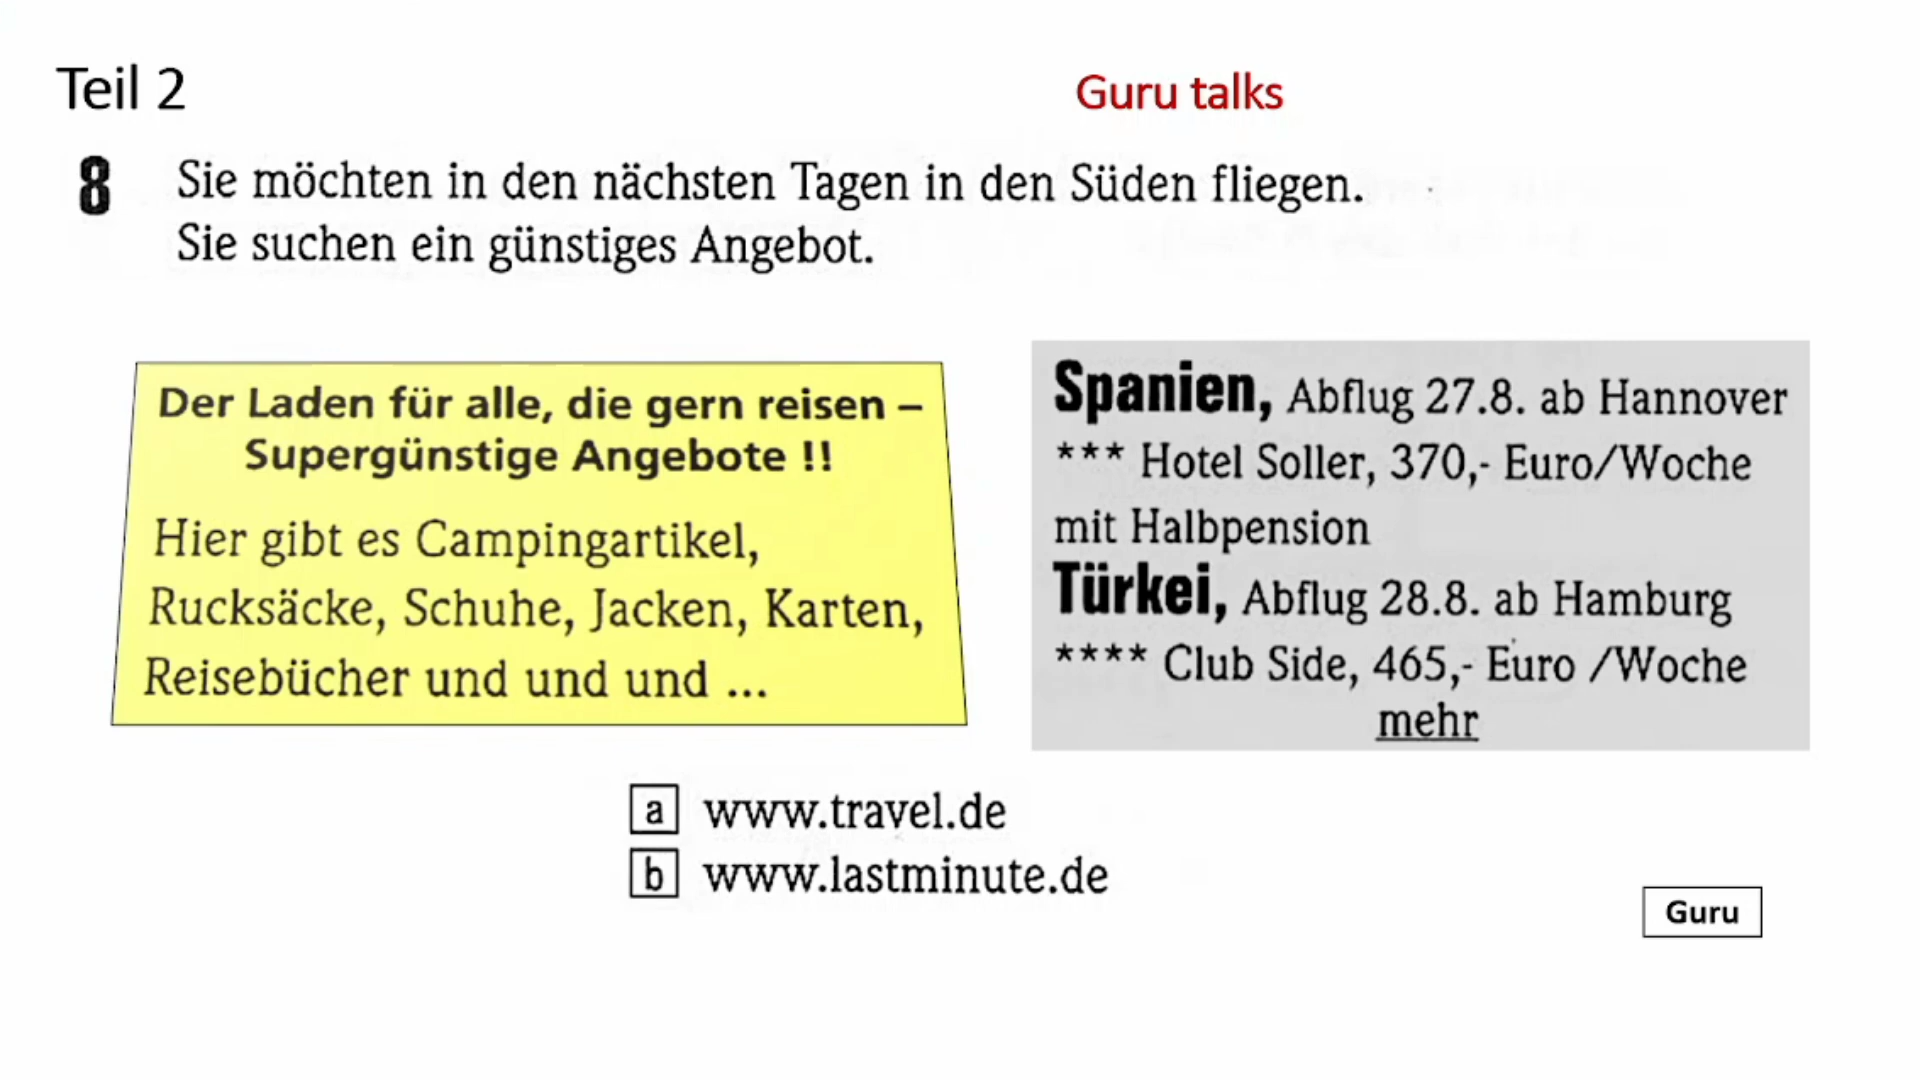 Teil 2
Guru talks
8 Sie möchten in den nächsten Tagen in den Süden fliegen.
Sie suchen ein günstiges Angebot.
Der Laden für alle, die gern reisen –
Supergünstige Angebote !!
Hier gibt es Campingartikel,
Rucksäcke, Schuhe, Jacken, Karten,
Reisebücher und und und ...
Spanien, Abflug 27.8. ab Hannover
*** Hotel Soller, 370,- Euro/Woche
mit Halbpension
Türkei, Abflug 28.8. ab Hamburg
**** Club Side, 465,- Euro /Woche
mehr
a www.travel.de
b www.lastminute.de
Guru